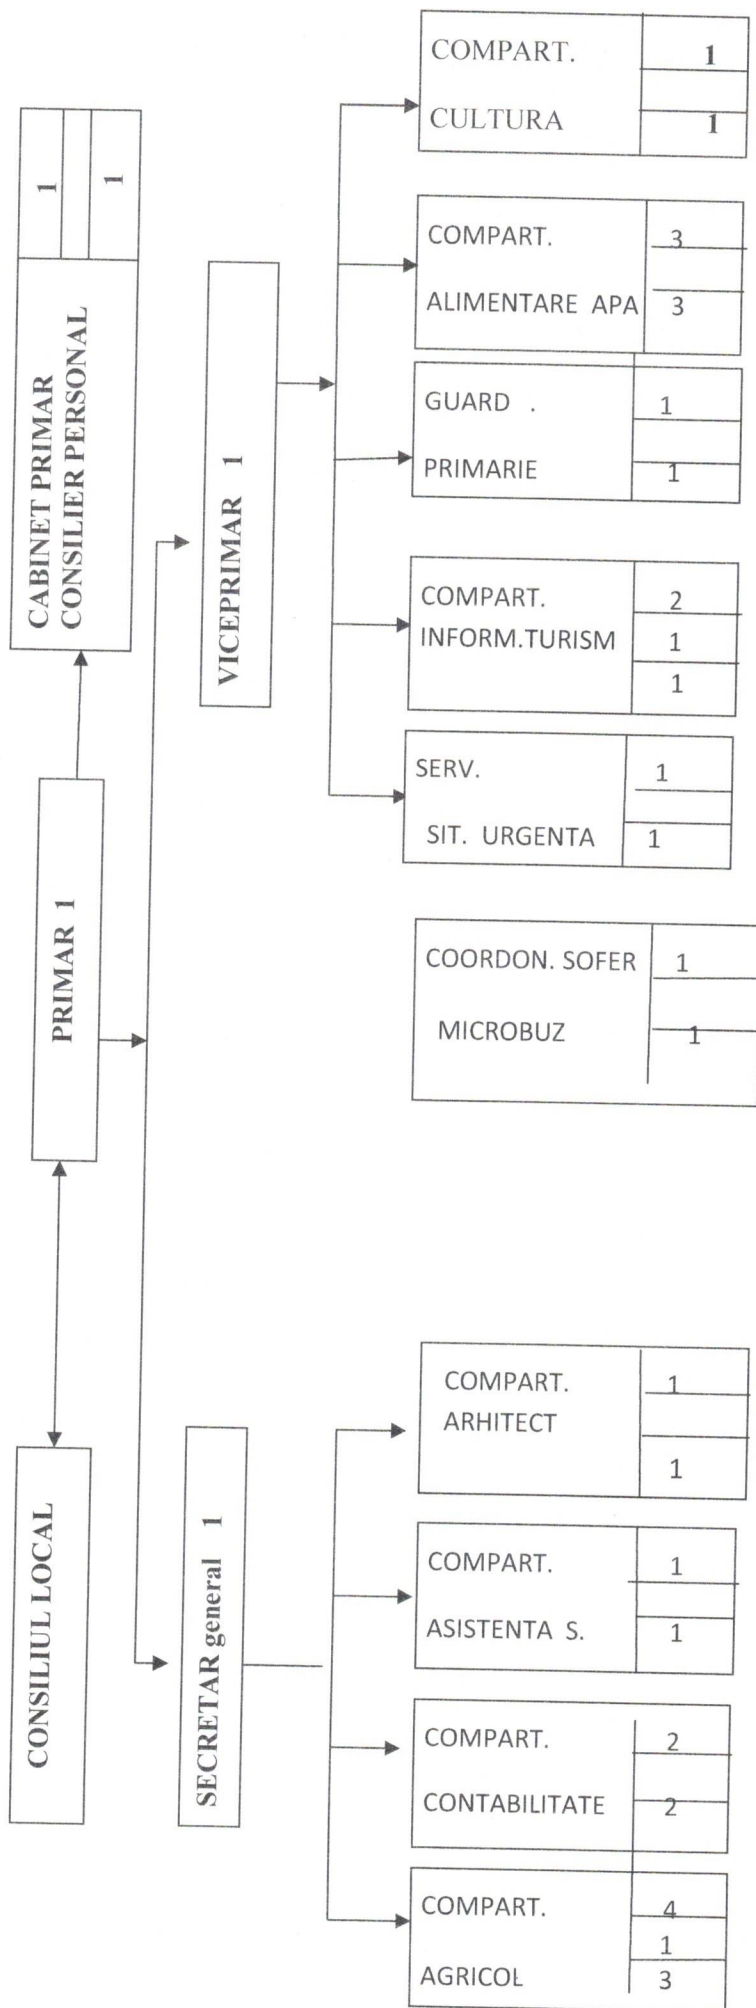 CONSILIUL LOCAL
PRIMAR 1
CABINET PRIMAR
CONSILIER PERSONAL
1
1
SECRETAR general 1
VICEPRIMAR 1
COMPART.
CULTURA
1
1
COMPART.
ALIMENTARE APA
3
3
GUARD .
PRIMARIE
1
1
COMPART.
INFORM.TURISM
2
1
1
SERV.
SIT. URGENTA
1
1
COORDON. SOFER
MICROBUZ
1
1
COMPART.
ARHITECT
1
1
COMPART.
ASISTENTA S.
1
1
COMPART.
CONTABILITATE
2
2
COMPART.
AGRICOL
4
1
3